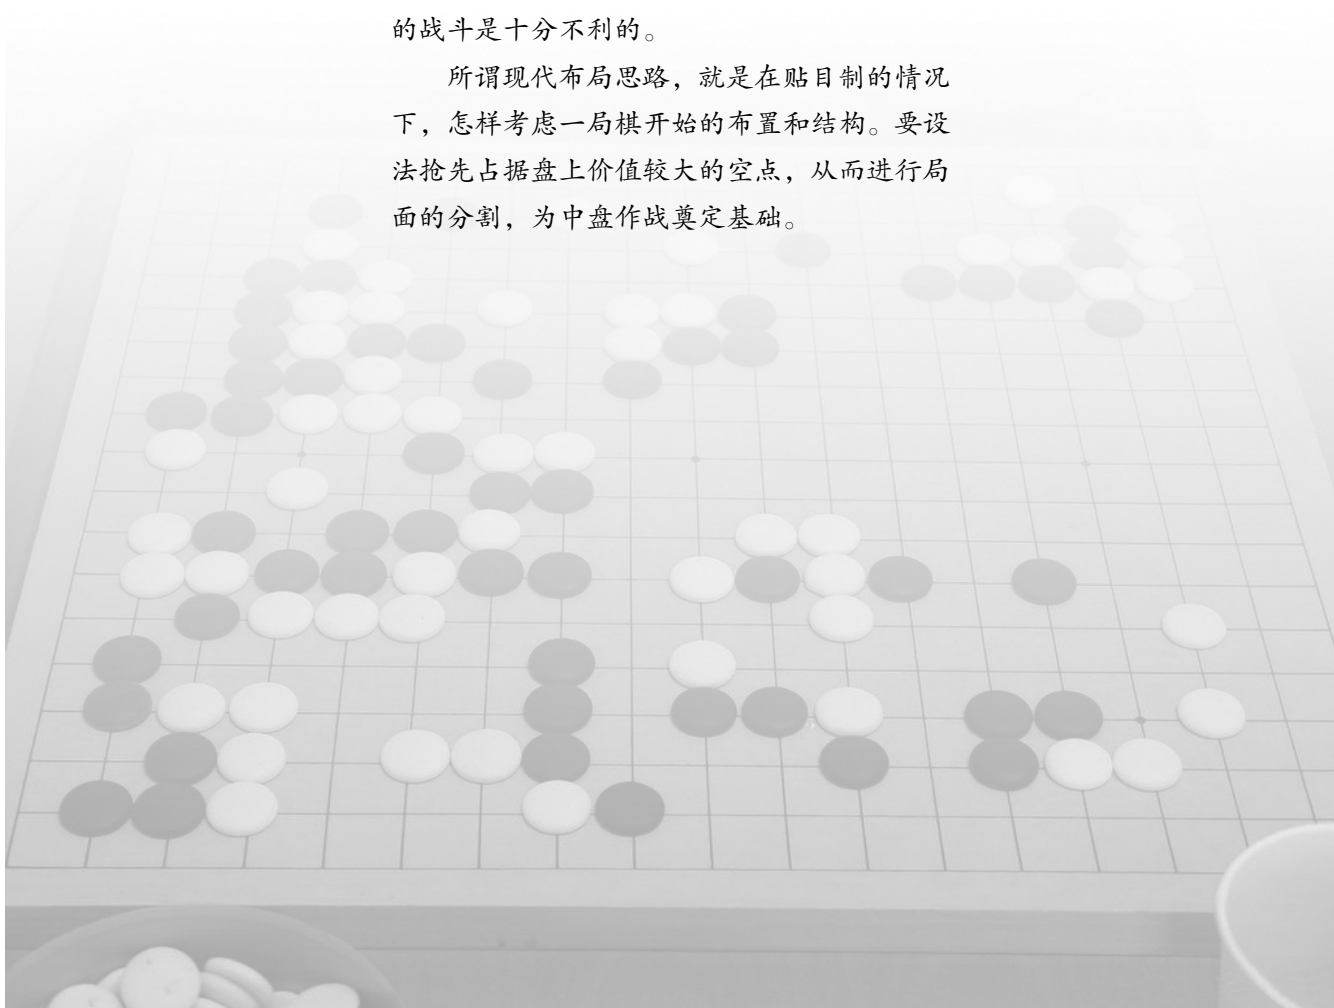 的战斗是十分不利的。
所谓现代布局思路，就是在贴目制的情况
下，怎样考虑一局棋开始的布置和结构。要设
法抢先占据盘上价值较大的空点，从而进行局
面的分割，为中盘作战奠定基础。